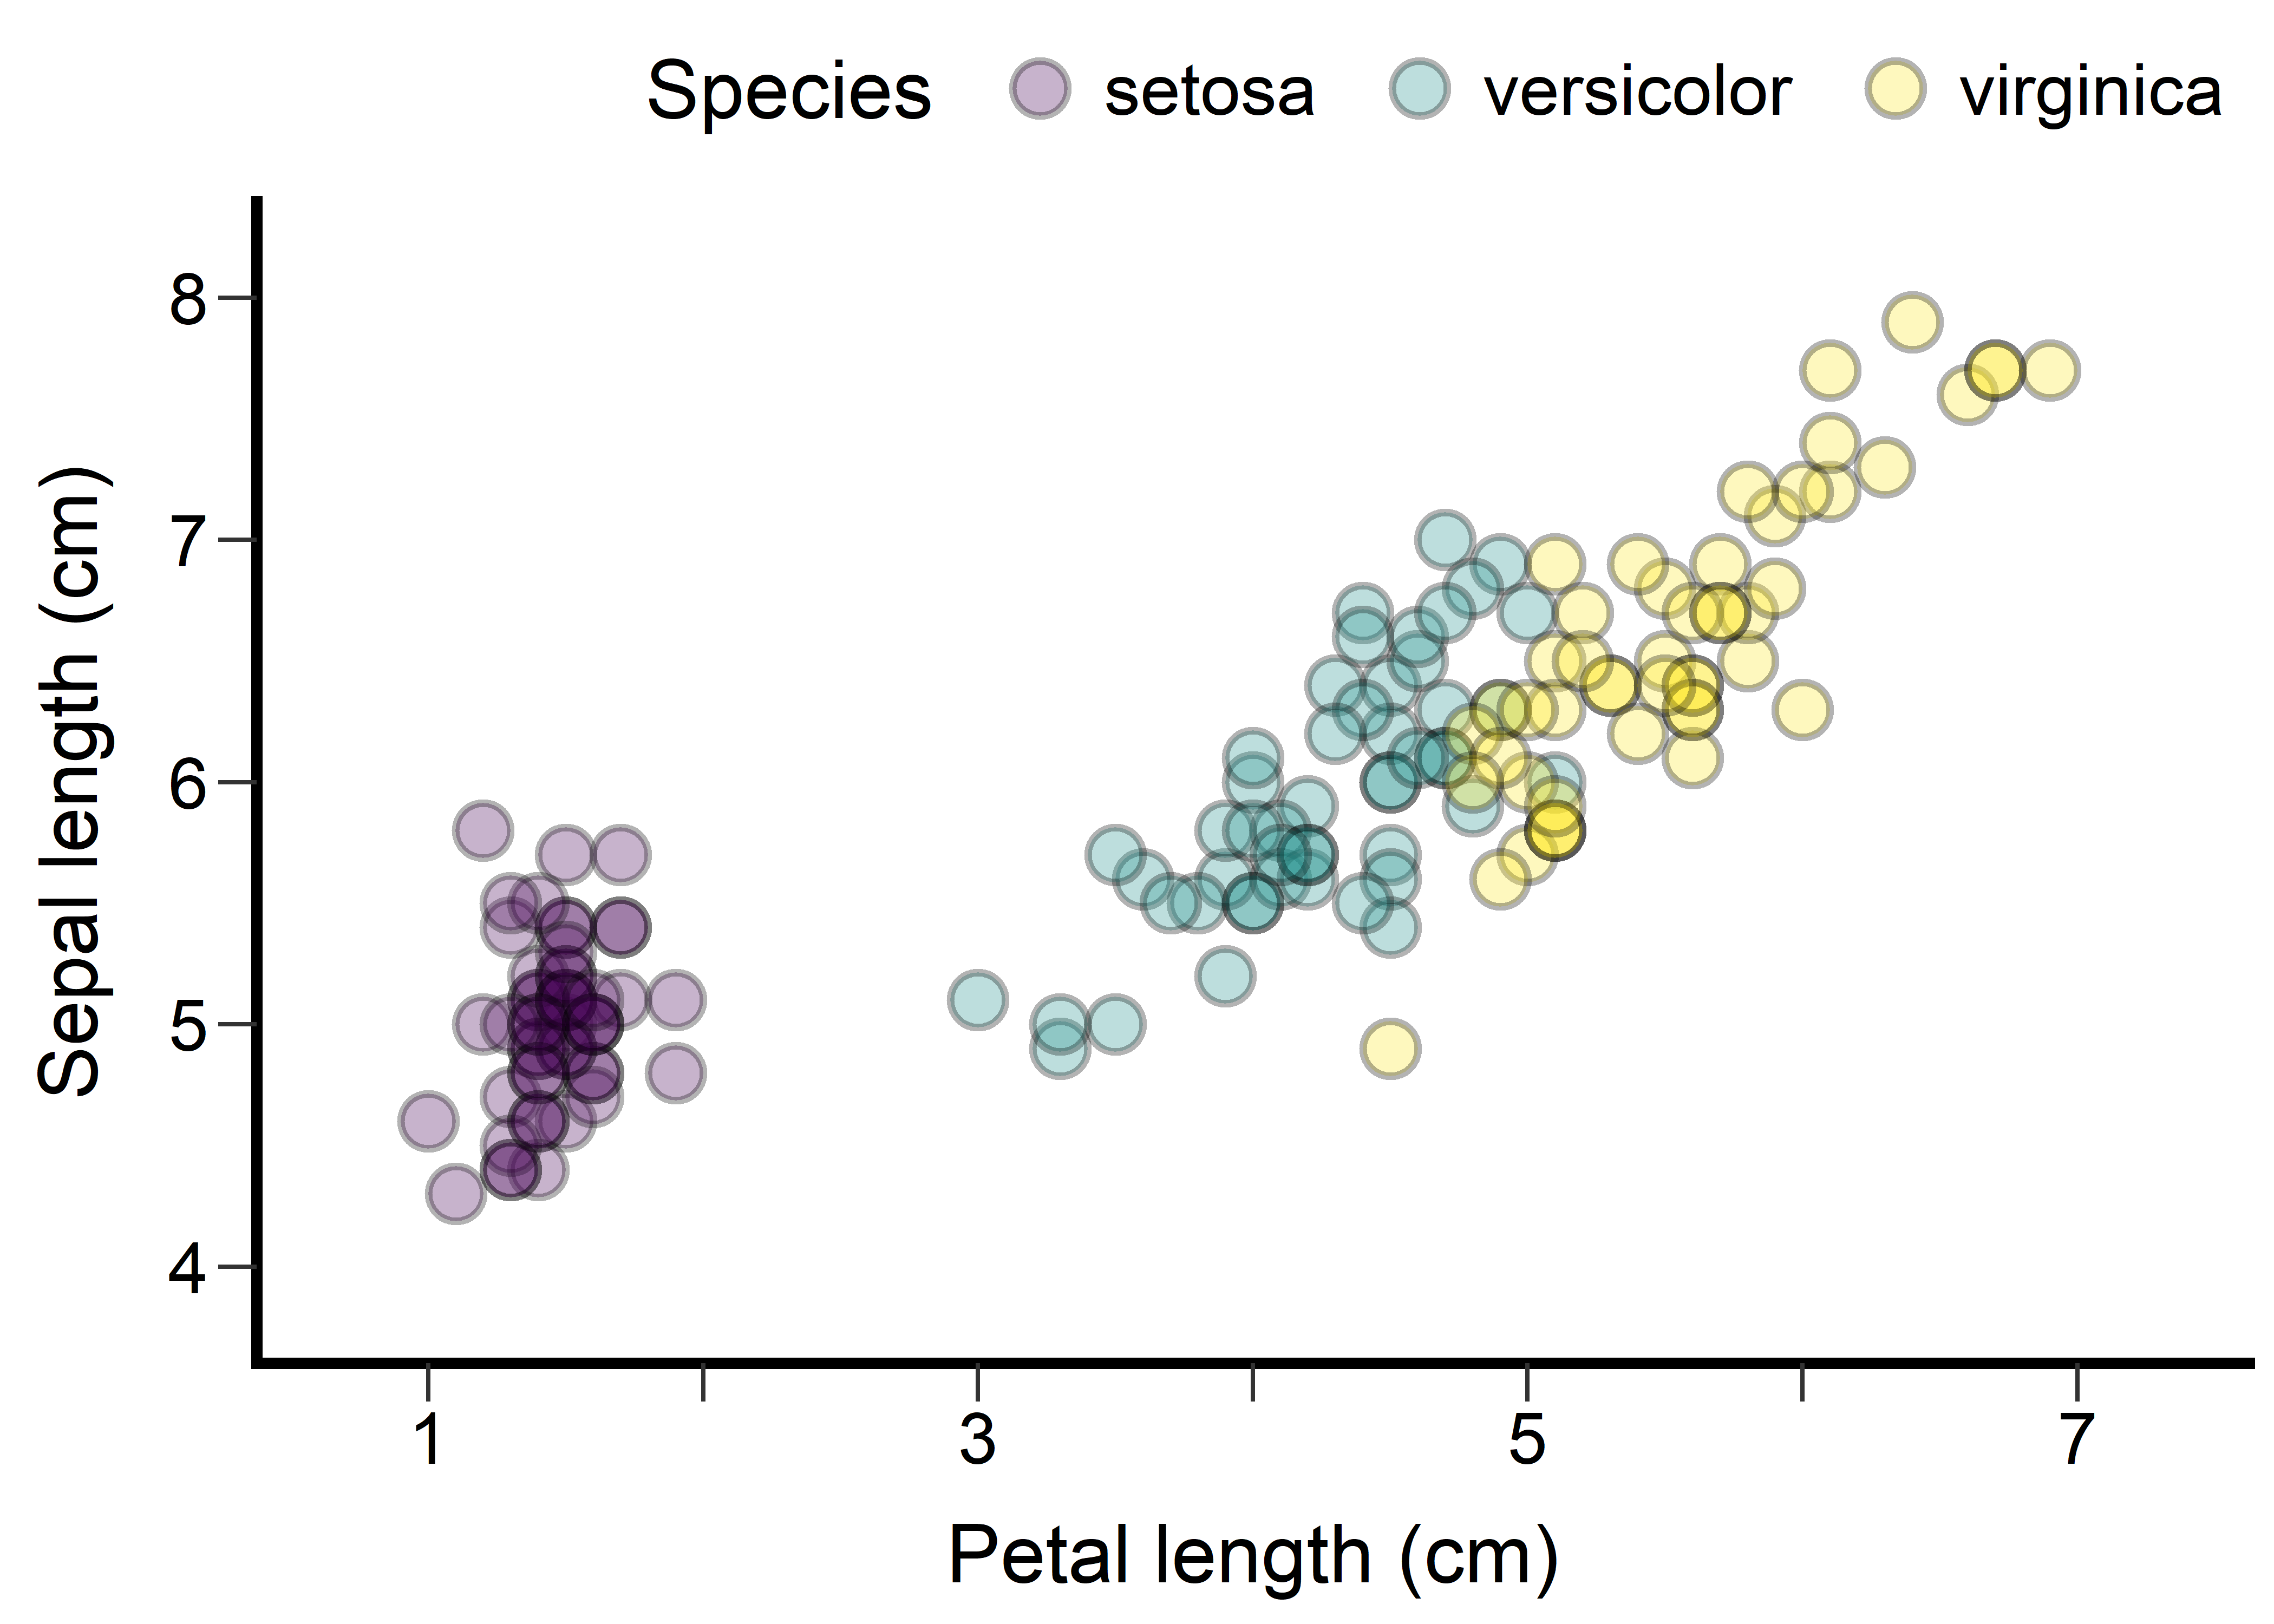 Species setosa versicolor virginica
8
7
6
5
4
Sepal length (cm)
1 3 5 7
Petal length (cm)